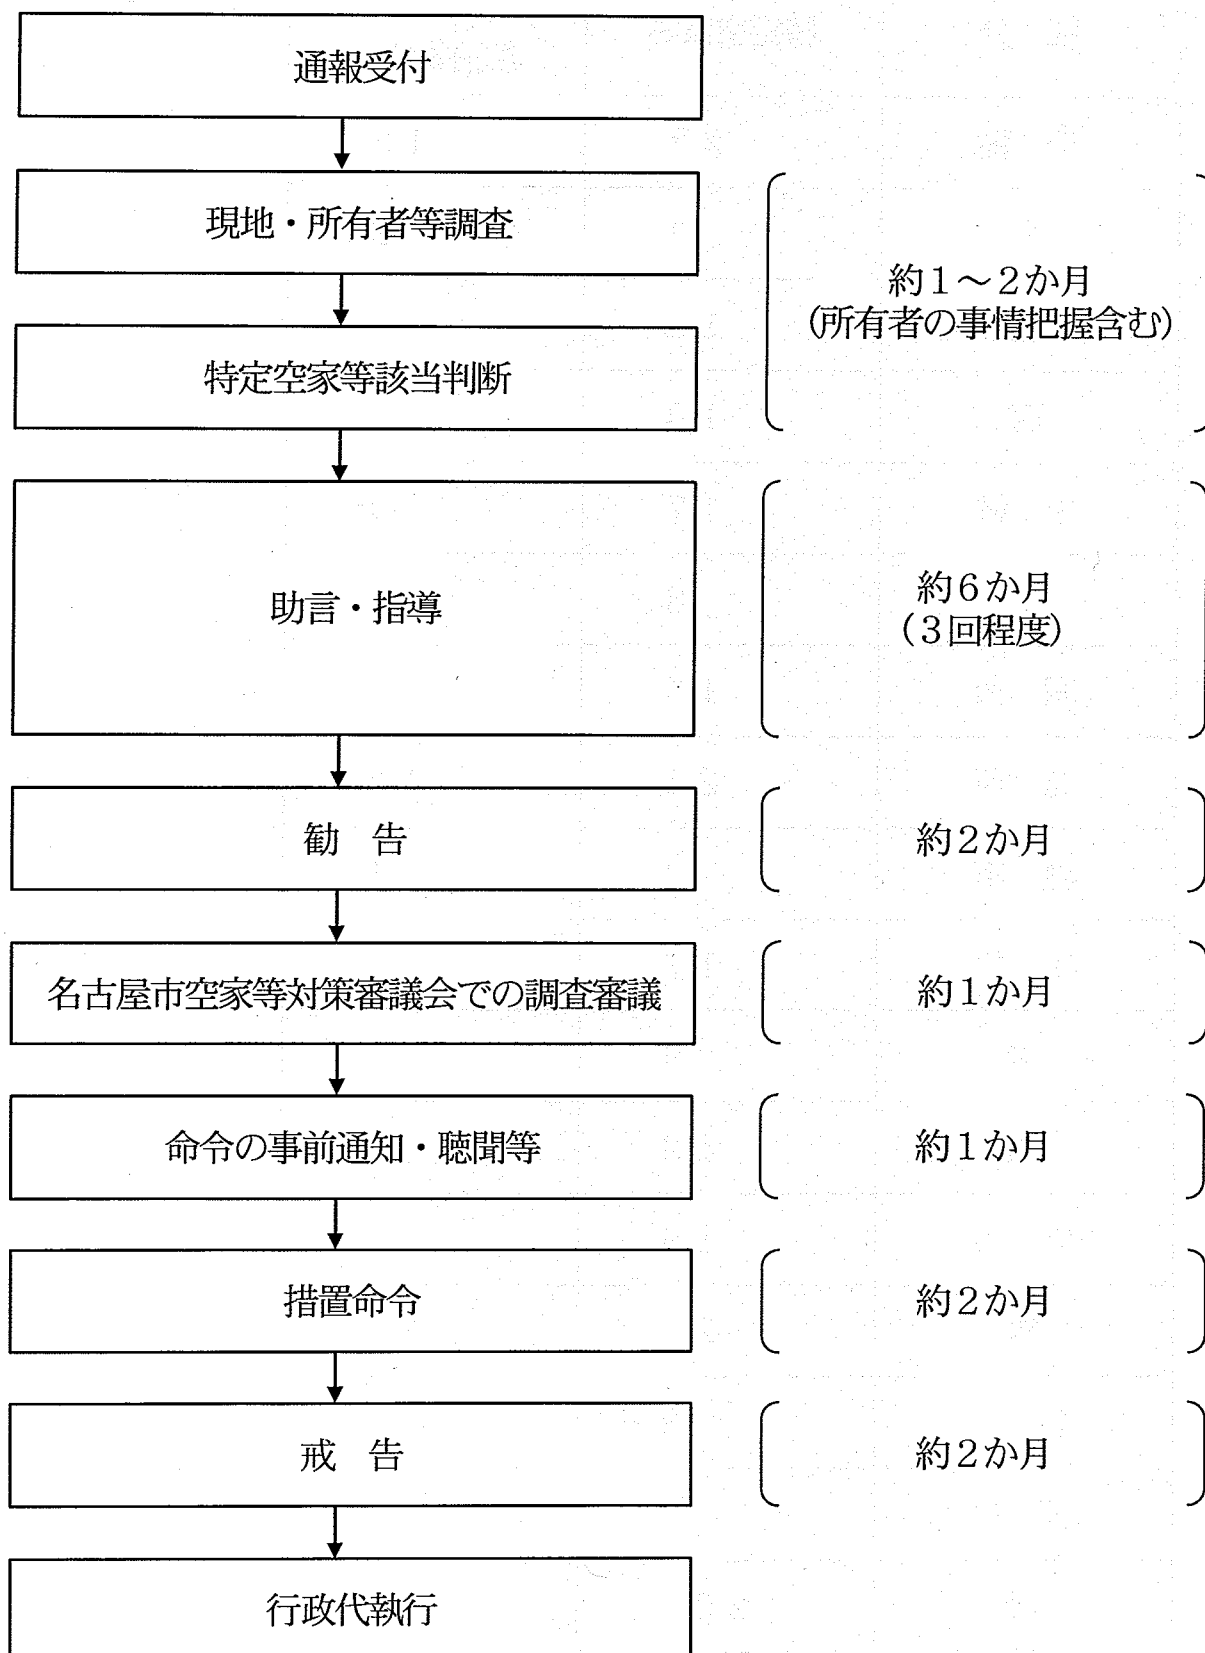 通報受付
現地・所有者等調査
特定空家等該当判断
約1~2か月
(所有者の事情把握含む)
助言・指導
約6か月
(3回程度)
勧　告
約2か月
名古屋市空家等対策審議会での調査審議
約1か月
命令の事前通知・聴聞等
約1か月
措置命令
約2か月
戒　告
約2か月
行政代執行